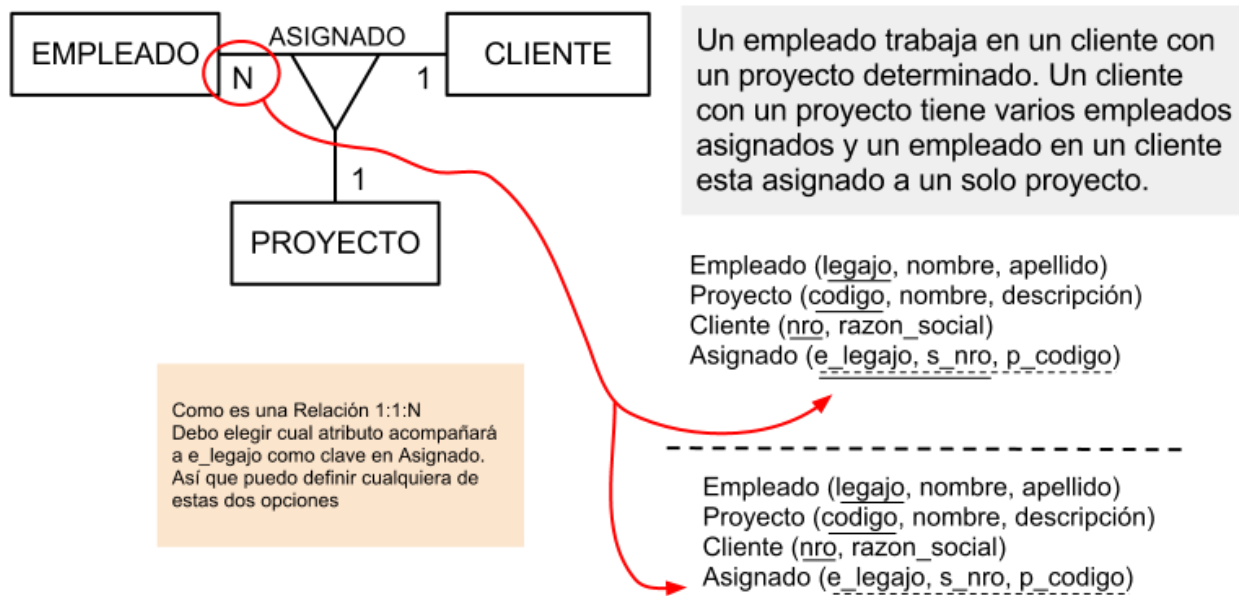 EMPLEADO
ASIGNADO
CLIENTE
N
1
1
PROYECTO
Un empleado trabaja en un cliente con
un proyecto determinado. Un cliente
con un proyecto tiene varios empleados
asignados y un empleado en un cliente
esta asignado a un solo proyecto.
Empleado (legajo, nombre, apellido)
Proyecto (codigo, nombre, descripción)
Cliente (nro, razon_social)
Asignado (e_legajo, s_nro, p_codigo)
Como es una Relación 1:1:N
Debo elegir cual atributo acompañará
a e_legajo como clave en Asignado.
Así que puedo definir cualquiera de
estas dos opciones
Empleado (legajo, nombre, apellido)
Proyecto (codigo, nombre, descripción)
Cliente (nro, razon_social)
Asignado (e_legajo, s_nro, p_codigo)